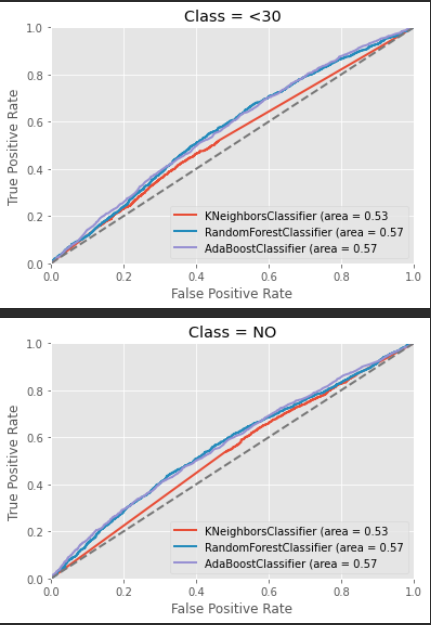 Class = <30
1.0
0.8
0.6
0.4
0.2
0.0
True Positive Rate
KNeighborsClassifier (area = 0.53
RandomForestClassifier (area = 0.57
AdaBoostClassifier (area = 0.57
0.0 0.2 0.4 0.6 0.8 1.0
False Positive Rate
Class = NO
1.0
0.8
0.6
0.4
0.2
0.0
True Positive Rate
KNeighborsClassifier (area = 0.53
RandomForestClassifier (area = 0.57
AdaBoostClassifier (area = 0.57
0.0 0.2 0.4 0.6 0.8 1.0
False Positive Rate